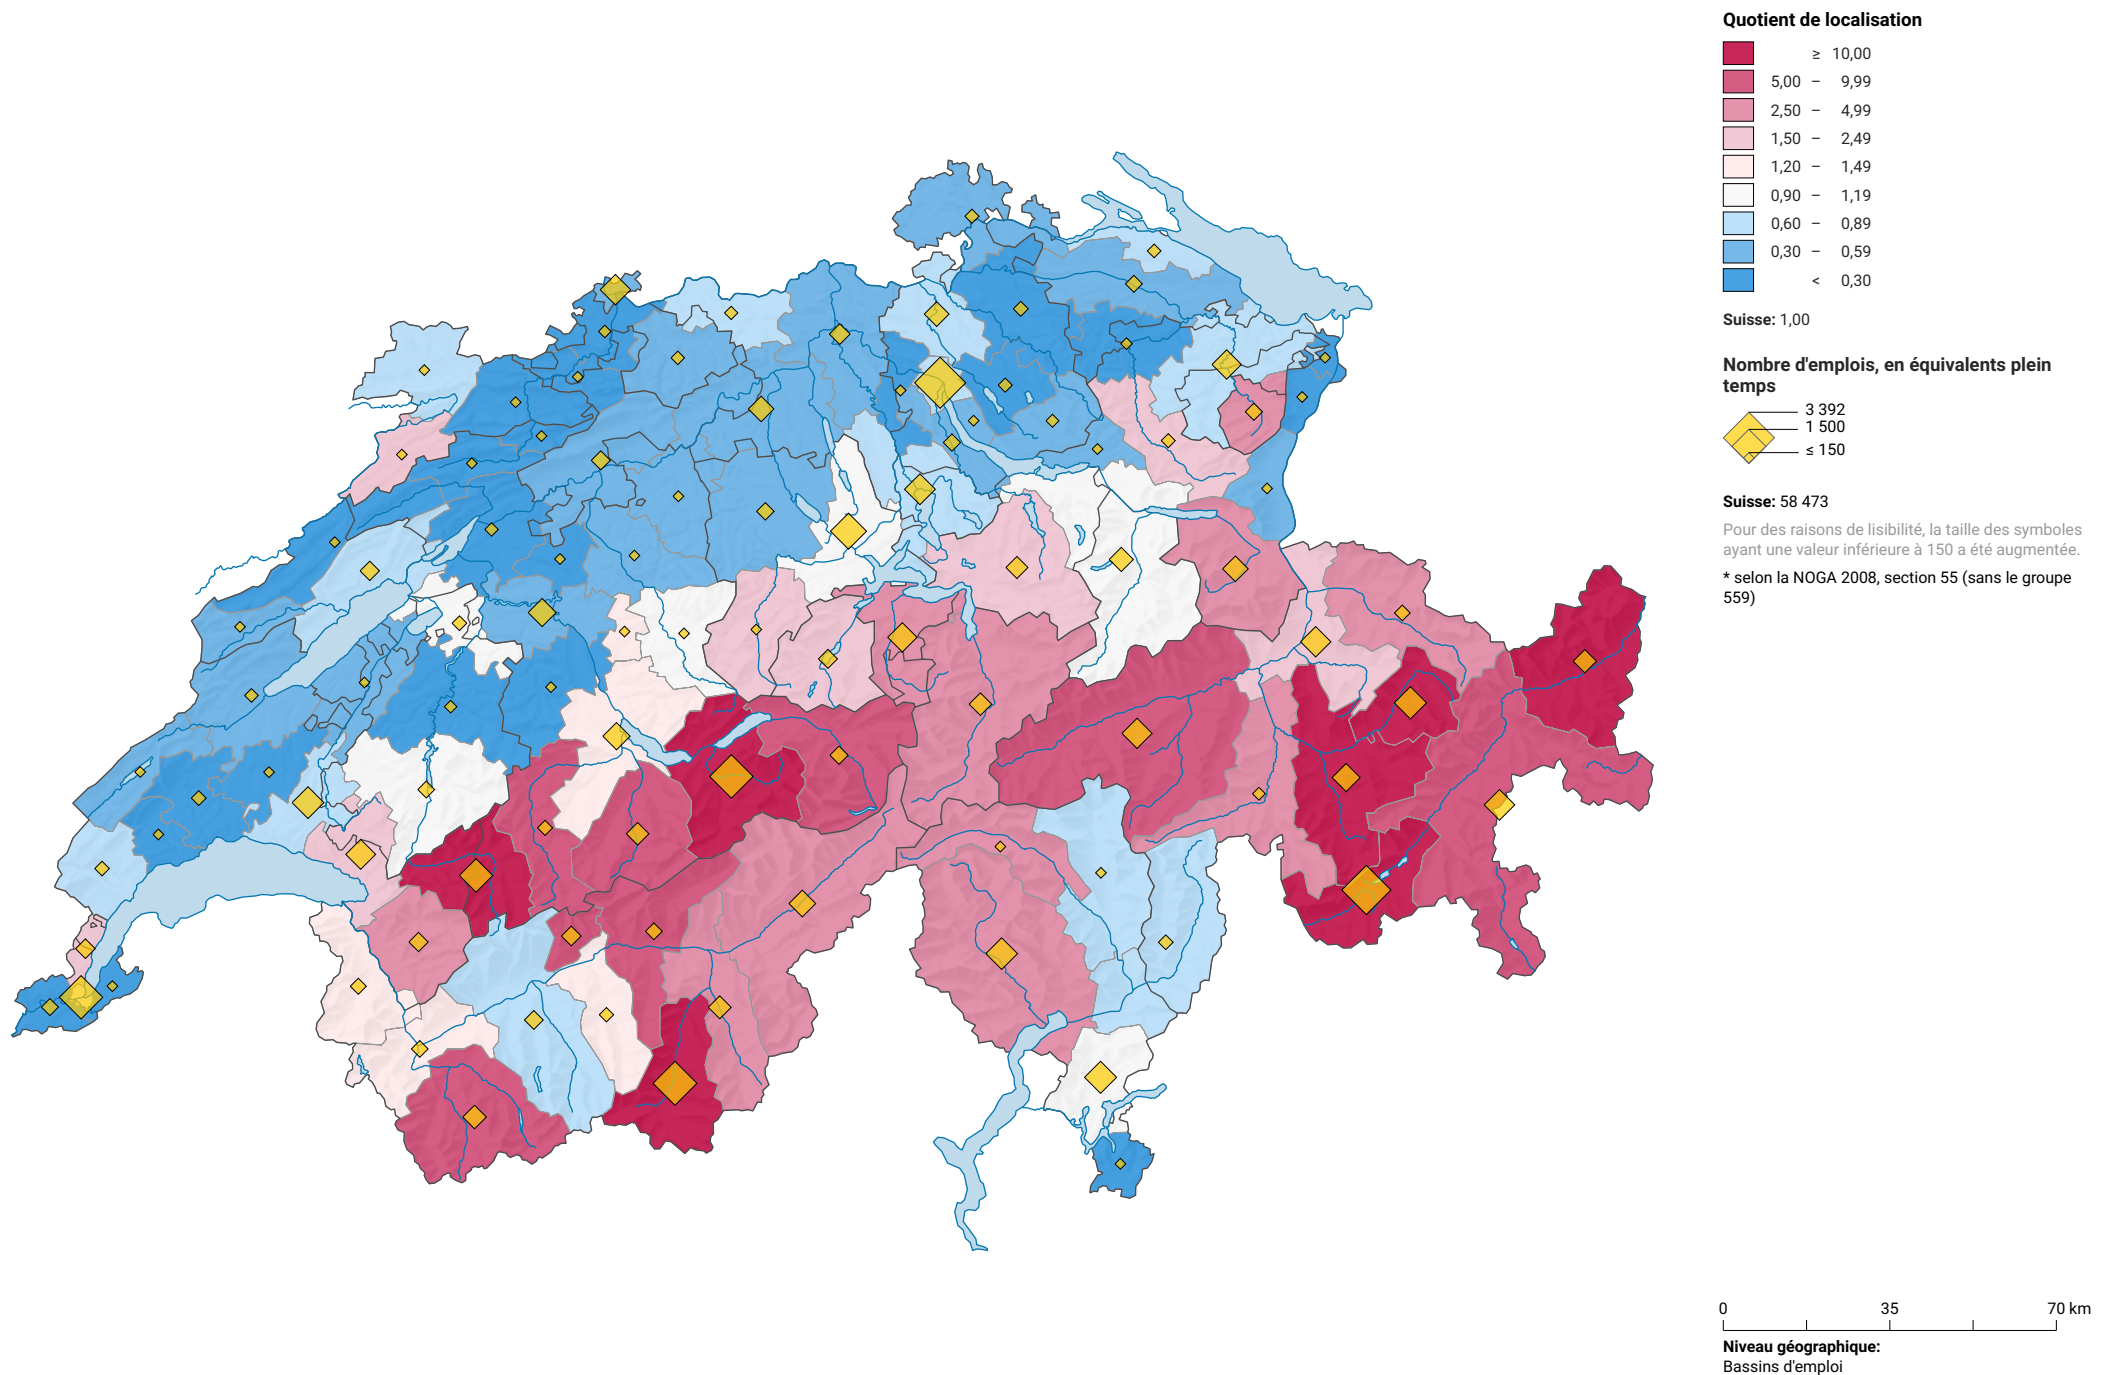 Quotient de localisation
≥ 10,00
5,00 – 9,99
2,50 – 4,99
1,50 – 2,49
1,20 – 1,49
0,90 – 1,19
0,60 – 0,89
0,30 – 0,59
< 0,30
Suisse: 1,00
Nombre d'emplois, en équivalents plein
temps
3 392
1 500
≤ 150
Suisse: 58 473
Pour des raisons de lisibilité, la taille des symboles
ayant une valeur inférieure à 150 a été augmentée.
* selon la NOGA 2008, section 55 (sans le groupe
559)
0 35 70 km
Niveau géographique:
Bassins d'emploi